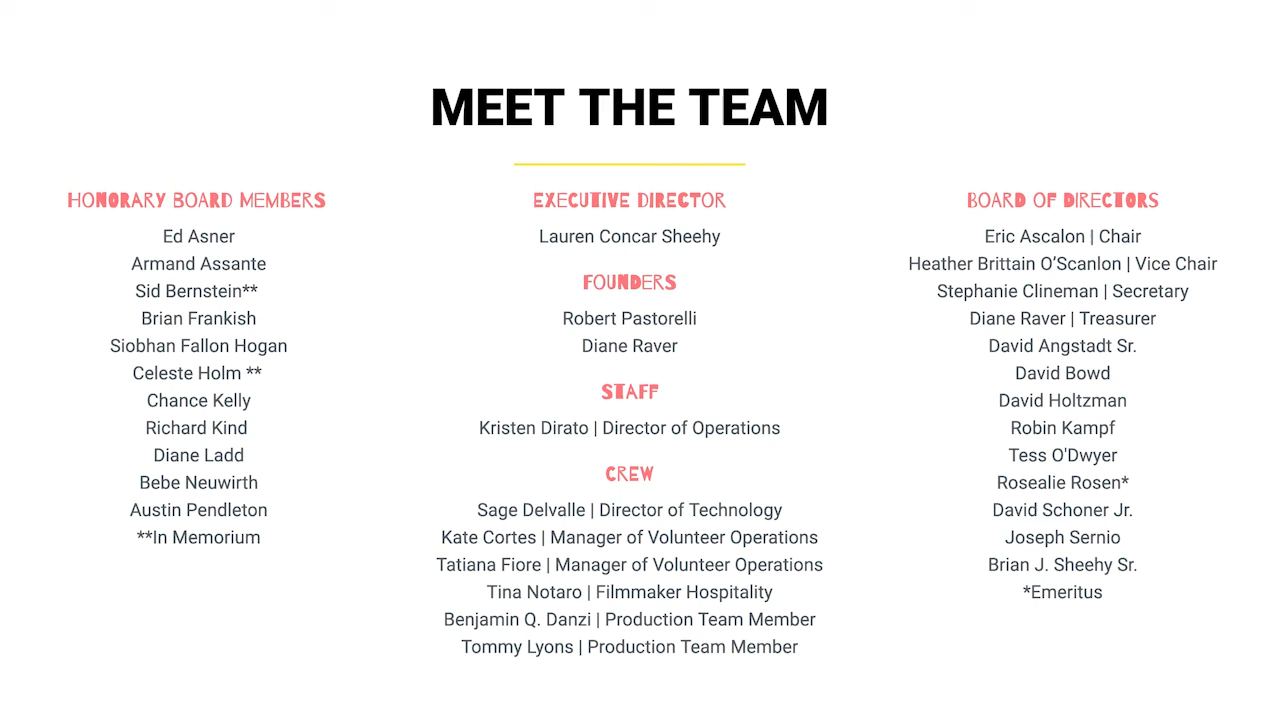 MEET THE TEAM
HONORARY BOARD MEMBERS
Ed Asner
Armand Assante
Sid Bernstein**
Brian Frankish
Siobhan Fallon Hogan
Celeste Holm **
Chance Kelly
Richard Kind
Diane Ladd
Bebe Neuwirth
Austin Pendleton
**In Memorium
EXECUTIVE DIRECTOR
Lauren Concar Sheehy
FOUNDERS
Robert Pastorelli
Diane Raver
STAFF
Kristen Dirato | Director of Operations
CREW
Sage Delvalle | Director of Technology
Kate Cortes | Manager of Volunteer Operations
Tatiana Fiore | Manager of Volunteer Operations
Tina Notaro | Filmmaker Hospitality
Benjamin Q. Danzi | Production Team Member
Tommy Lyons | Production Team Member
BOARD OF DIRECTORS
Eric Ascalon | Chair
Heather Brittain O’Scanlon | Vice Chair
Stephanie Clineman | Secretary
Diane Raver | Treasurer
David Angstadt Sr.
David Bowd
David Holtzman
Robin Kampf
Tess O'Dwyer
Rosealie Rosen*
David Schoner Jr.
Joseph Sernio
Brian J. Sheehy Sr.
*Emeritus